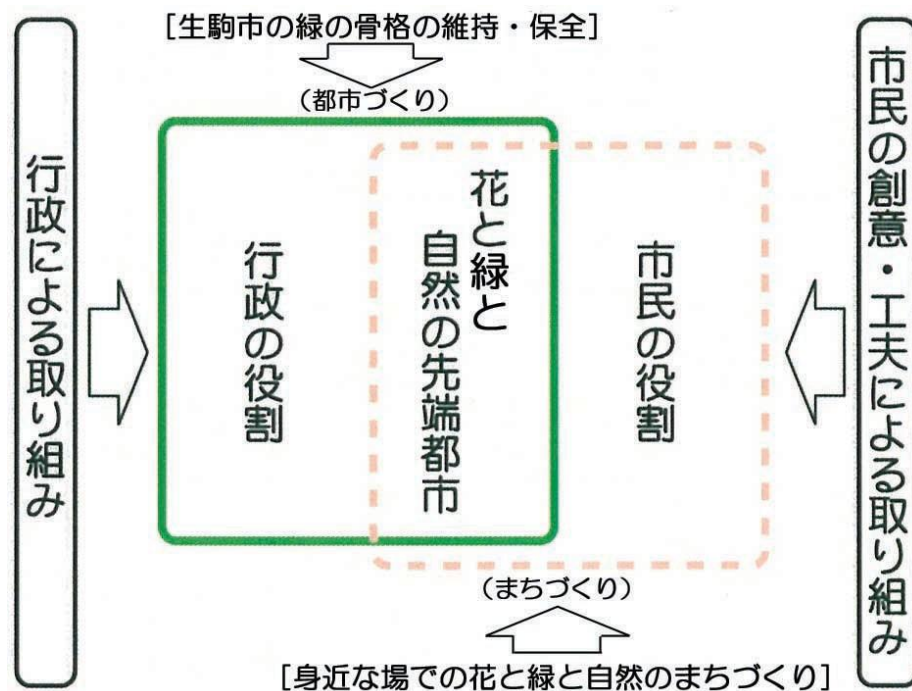 [生駒市の緑の骨格の維持・保全]
(都市づくり)
行政による取り組み
行政の役割
花と緑と
自然の先端都市
市民の役割
市民の創意・工夫による取り組み
(まちづくり)
[身近な場での花と緑と自然のまちづくり]